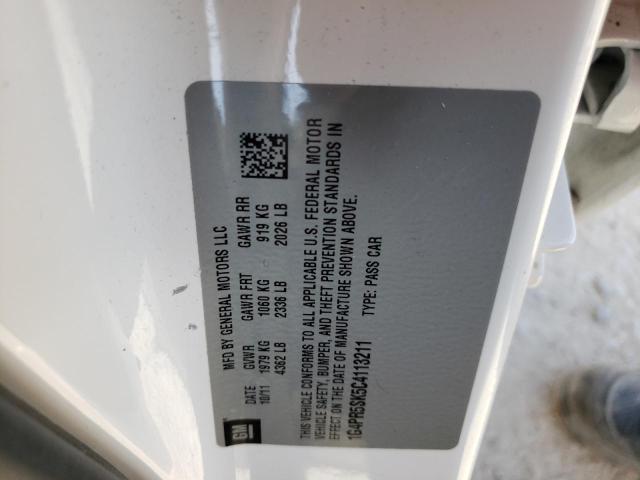 GM
MFD BY GENERAL MOTORS LLC
DATE GVWR GAWR FRT GAWR RR
10/11 1979 KG 1060 KG 919 KG
4362 LB 2336 LB 2026 LB
THIS VEHICLE CONFORMS TO ALL APPLICABLE U.S. FEDERAL MOTOR
VEHICLE SAFETY, BUMPER, AND THEFT PREVENTION STANDARDS IN
EFFECT ON THE DATE OF MANUFACTURE SHOWN ABOVE.
1G4PR5SK5C4113211 TYPE: PASS CAR